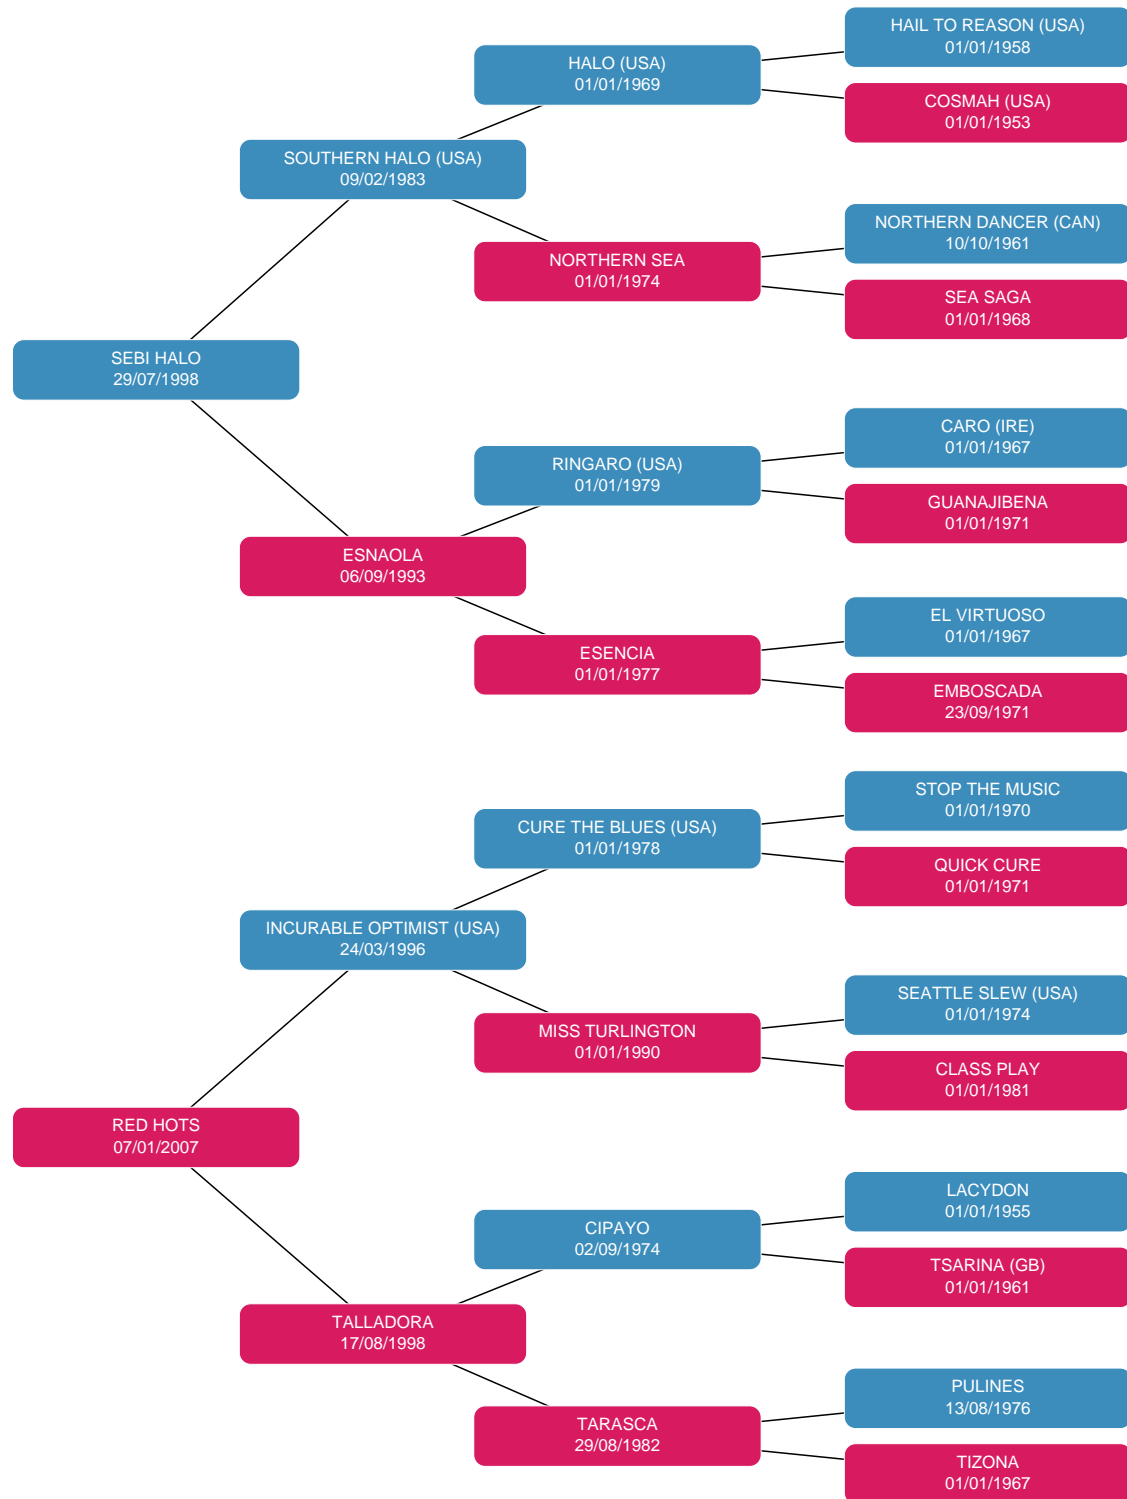 HAIL TO REASON (USA)
01/01/1958
HALO (USA)
01/01/1969
COSMAH (USA)
01/01/1953
SOUTHERN HALO (USA)
09/02/1983
NORTHERN DANCER (CAN)
10/10/1961
NORTHERN SEA
01/01/1974
SEA SAGA
01/01/1968
SEBI HALO
29/07/1998
CARO (IRE)
01/01/1967
RINGARO (USA)
01/01/1979
GUANAJIBENA
01/01/1971
ESNAOLA
06/09/1993
EL VIRTUOSO
01/01/1967
ESENCIA
01/01/1977
EMBOSCADA
23/09/1971
STOP THE MUSIC
01/01/1970
CURE THE BLUES (USA)
01/01/1978
QUICK CURE
01/01/1971
INCURABLE OPTIMIST (USA)
24/03/1996
SEATTLE SLEW (USA)
01/01/1974
MISS TURLINGTON
01/01/1990
CLASS PLAY
01/01/1981
RED HOTS
07/01/2007
LACYDON
01/01/1955
CIPAYO
02/09/1974
TSARINA (GB)
01/01/1961
TALLADORA
17/08/1998
PULINES
13/08/1976
TARASCA
29/08/1982
TIZONA
01/01/1967